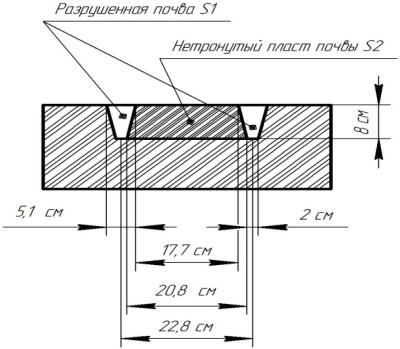 Разрушенная почва S1
Нетронутый пласт почвы S2
8 см
5,1 см
2 см
17,7 см
20,8 см
22,8 см